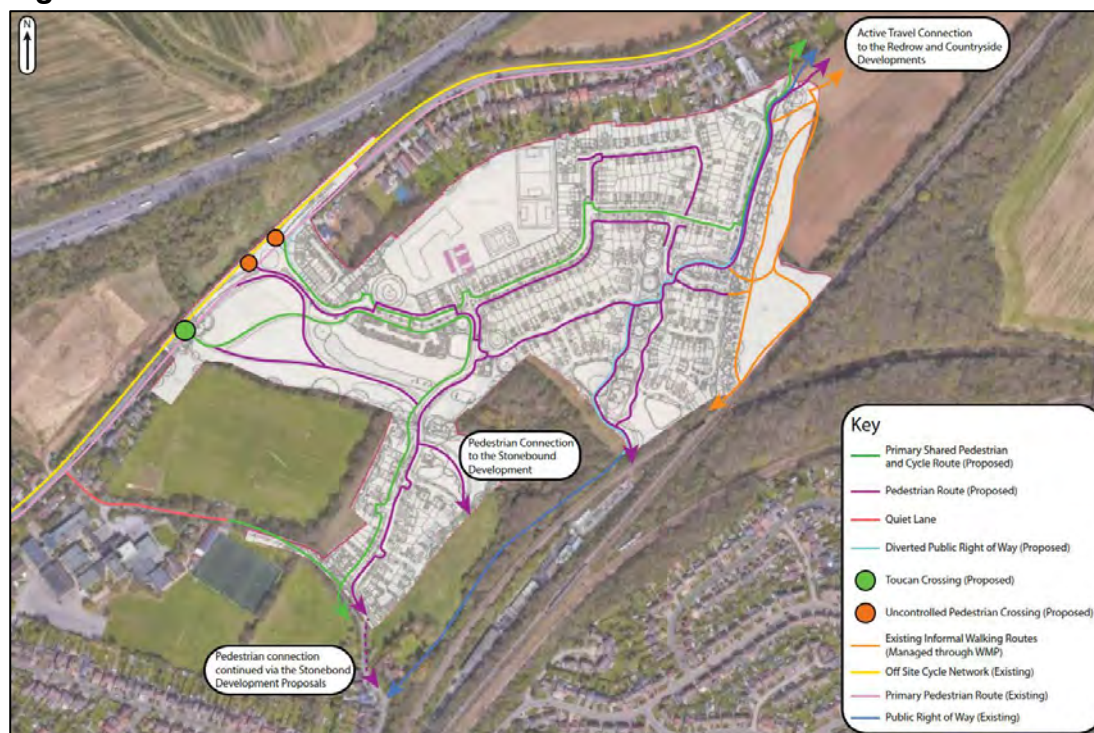 N
Active Travel Connection
to the Redrow and Countryside
Developments
Pedestrian Connection
to the Stonebound
Development
Pedestrian connection
continued via the Stonebond
Development Proposals
Key
Primary Shared Pedestrian
and Cycle Route (Proposed)
Pedestrian Route (Proposed)
Quiet Lane
Diverted Public Right of Way (Proposed)
Toucan Crossing (Proposed)
Uncontrolled Pedestrian Crossing (Proposed)
Existing Informal Walking Routes
(Managed through WMP)
Off Site Cycle Network (Existing)
Primary Pedestrian Route (Existing)
Public Right of Way (Existing)